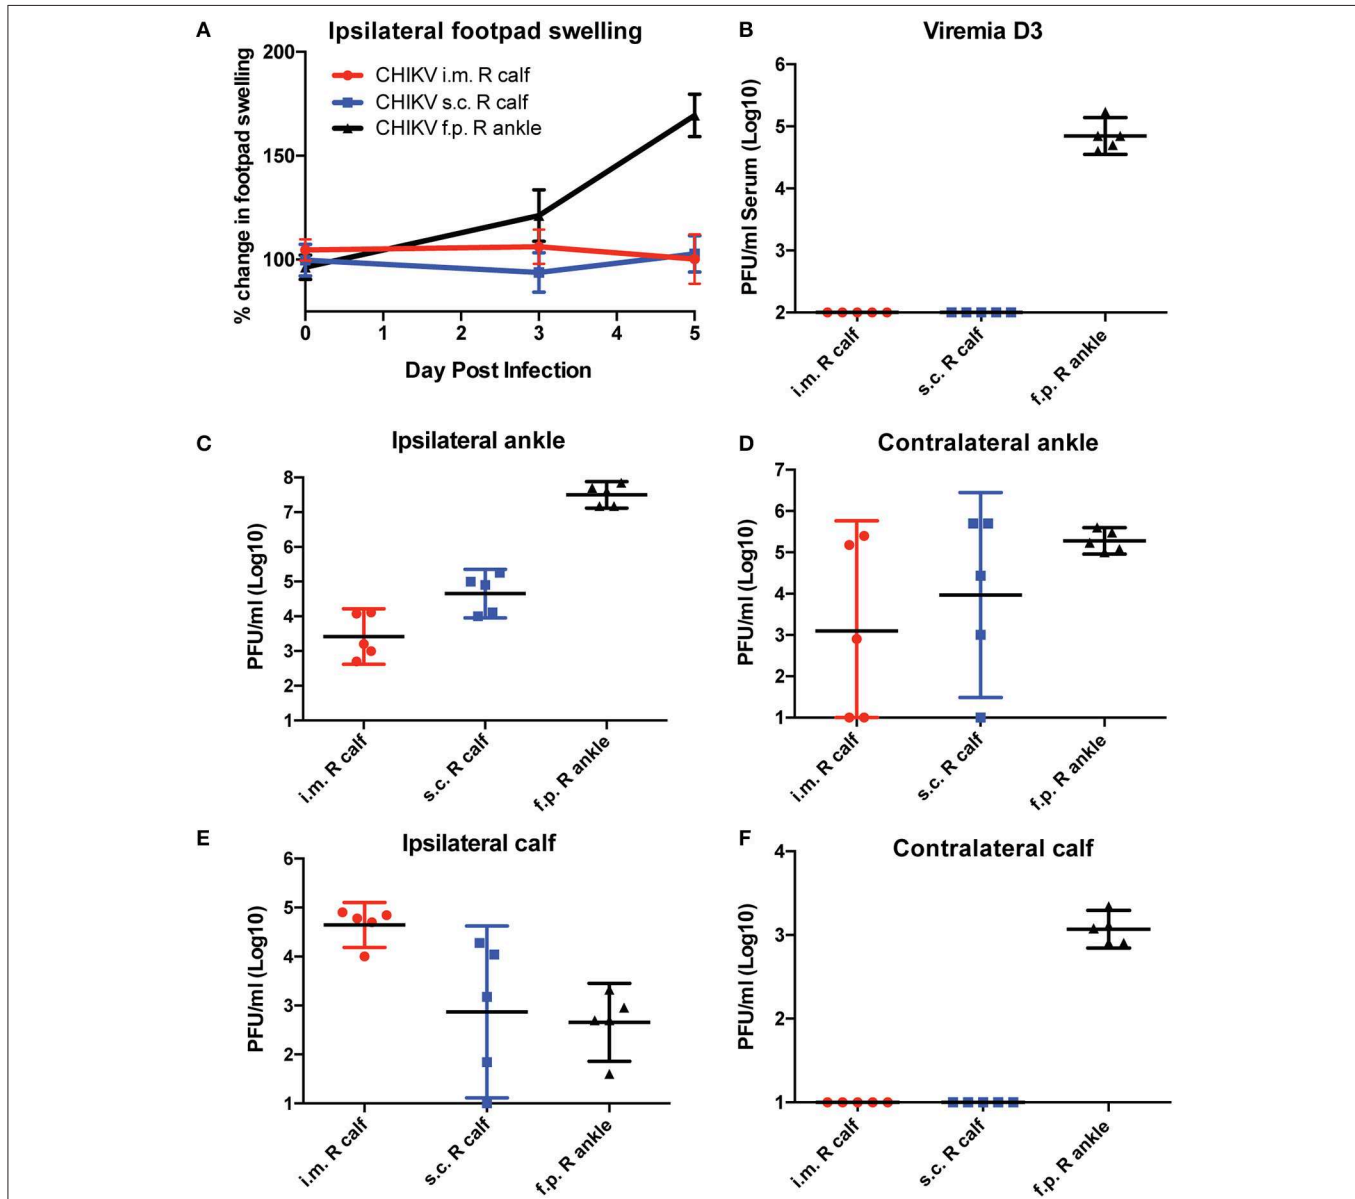 A
Ipsilateral footpad swelling
200
150
100
% change in footpad swelling
CHIKV i.m. R calf
CHIKV s.c. R calf
CHIKV f.p. R ankle
0 1 2 3 4 5
Day Post Infection
B
Viremia D3
6
5
4
3
2
PFU/ml Serum (Log10)
i.m. R calf
s.c. R calf
f.p. R ankle
C
Ipsilateral ankle
8
7
6
5
4
3
2
1
PFU/ml (Log10)
i.m. R calf
s.c. R calf
f.p. R ankle
D
Contralateral ankle
7
6
5
4
3
2
1
PFU/ml (Log10)
i.m. R calf
s.c. R calf
f.p. R ankle
E
Ipsilateral calf
6
5
4
3
2
1
PFU/ml (Log10)
i.m. R calf
s.c. R calf
f.p. R ankle
F
Contralateral calf
4
3
2
1
PFU/ml (Log10)
i.m. R calf
s.c. R calf
f.p. R ankle